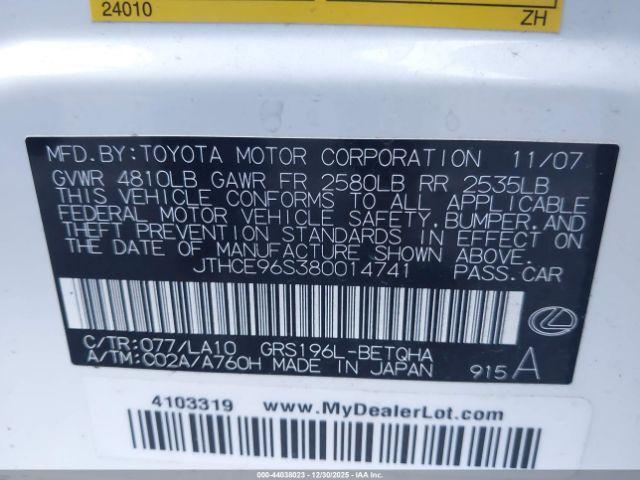 24010 ZH
MFD.BY:TOYOTA MOTOR CORPORATION 11/07
GVWR 4810LB GAWR FR 2580LB RR 2535LB
THIS VEHICLE CONFORMS TO ALL APPLICABLE
FEDERAL MOTOR VEHICLE SAFETY,BUMPER,AND
THEFT PREVENTION STANDARDS IN EFFECT ON
THE DATE OF MANUFACTURE SHOWN ABOVE.
JTHCE96S380014741 PASS.CAR
C/TR:077/LA10 GRS196L-BETQHA
A/TM:C02A/A760H MADE IN JAPAN 915A
4103319 www.MyDealerLot.com
000-44038023 - 12/30/2025 - IAAI.COM